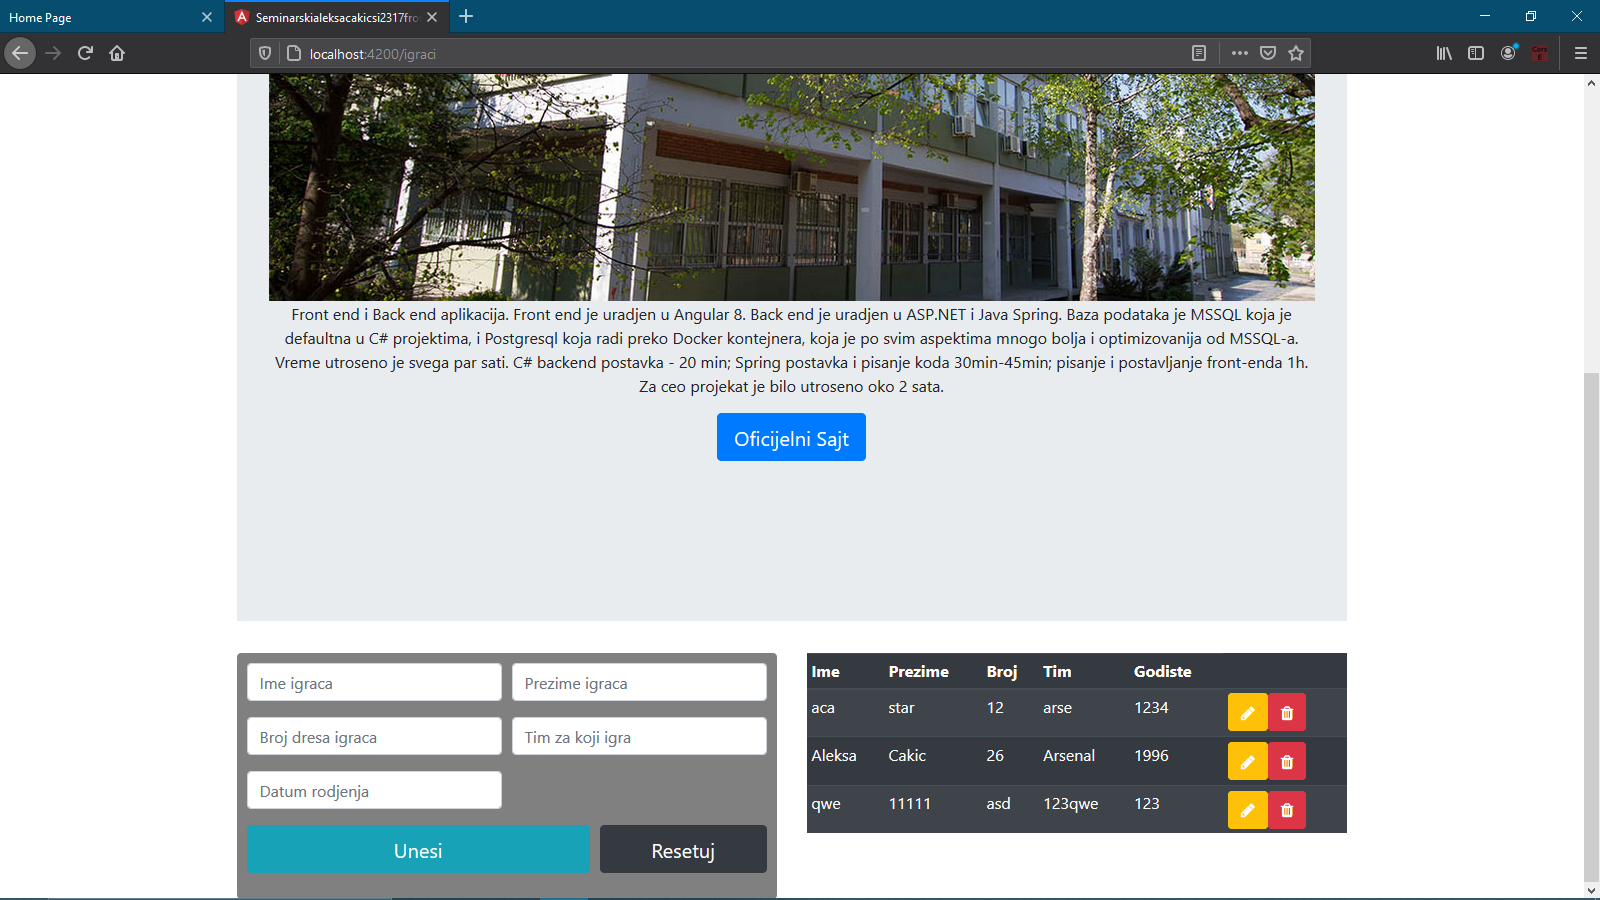 Home Page
Seminarskialeksacakicsi2317fro
localhost:4200/igraci
Front end i Back end aplikacija. Front end je uradjen u Angular 8. Back end je uradjen u ASP.NET i Java Spring. Baza podataka je MSSQL koja je
defaultna u C# projektima, i Postgresql koja radi preko Docker kontejnera, koja je po svim aspektima mnogo bolja i optimizovanija od MSSQL-a.
Vreme utroseno je svega par sati. C# backend postavka - 20 min; Spring postavka i pisanje koda 30min-45min; pisanje i postavljanje front-enda 1h.
Za ceo projekat je bilo utroseno oko 2 sata.
Oficijelni Sajt
Ime igraca Prezime igraca
Broj dresa igraca Tim za koji igra
Datum rodjenja
Unesi Resetuj
Ime Prezime Broj Tim Godiste
aca star 12 arse 1234
Aleksa Cakic 26 Arsenal 1996
qwe 11111 asd 123qwe 123